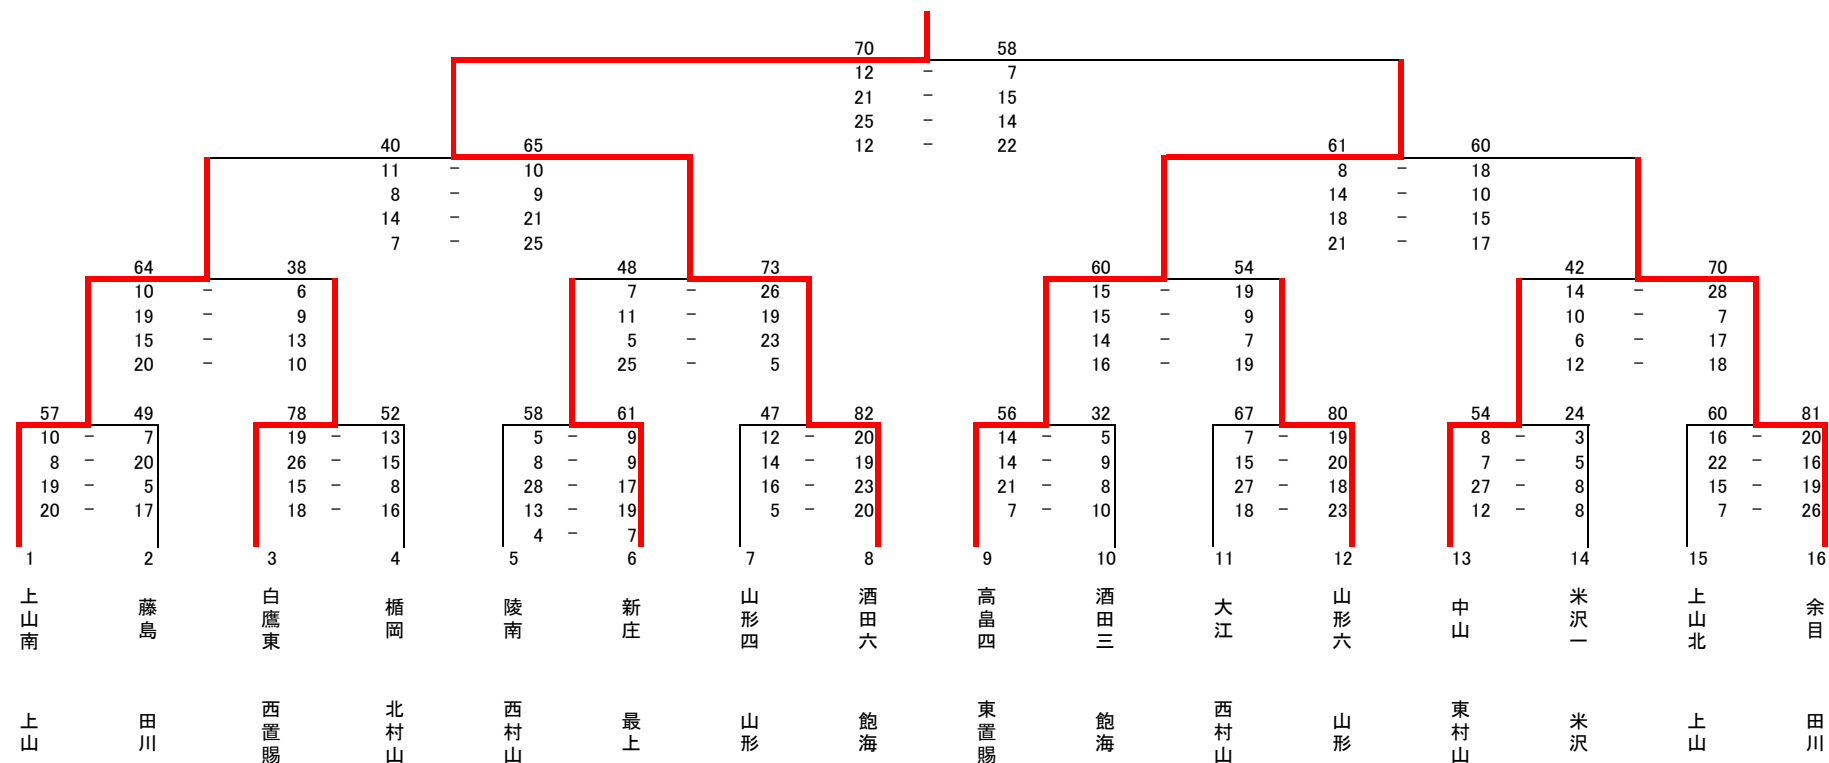 70 58
12 - 7
21 - 15
25 - 14
12 - 22
40 65
11 - 10
8 - 9
14 - 21
7 - 25
61 60
8 - 18
14 - 10
18 - 15
21 - 17
64 38
10 - 6
19 - 9
15 - 13
20 - 10
48 73
7 - 26
11 - 19
5 - 23
25 - 5
60 54
15 - 19
15 - 9
14 - 7
16 - 19
42 70
14 - 28
10 - 7
6 - 17
12 - 18
57 49
10 - 7
8 - 20
19 - 5
20 - 17
78 52
19 - 13
26 - 15
15 - 8
18 - 16
58 61
5 - 9
8 - 9
28 - 17
13 - 19
4 - 7
47 82
12 - 20
14 - 19
16 - 23
5 - 20
56 32
14 - 5
14 - 9
21 - 8
7 - 10
67 80
7 - 19
15 - 20
27 - 18
18 - 23
54 24
8 - 3
7 - 5
27 - 8
12 - 8
60 81
16 - 20
22 - 16
15 - 19
7 - 26
1 2 3 4 5 6 7 8 9 10 11 12 13 14 15 16
上山南
藤島
白鷹東
楯岡
陵南
新庄
山形四
酒田六
高畠四
酒田三
大江
山形六
中山
米沢一
上山北
余目
上山
田川
西置賜
北村山
西村山
最上
山形
飽海
東置賜
飽海
西村山
山形
東村山
米沢
上山
田川